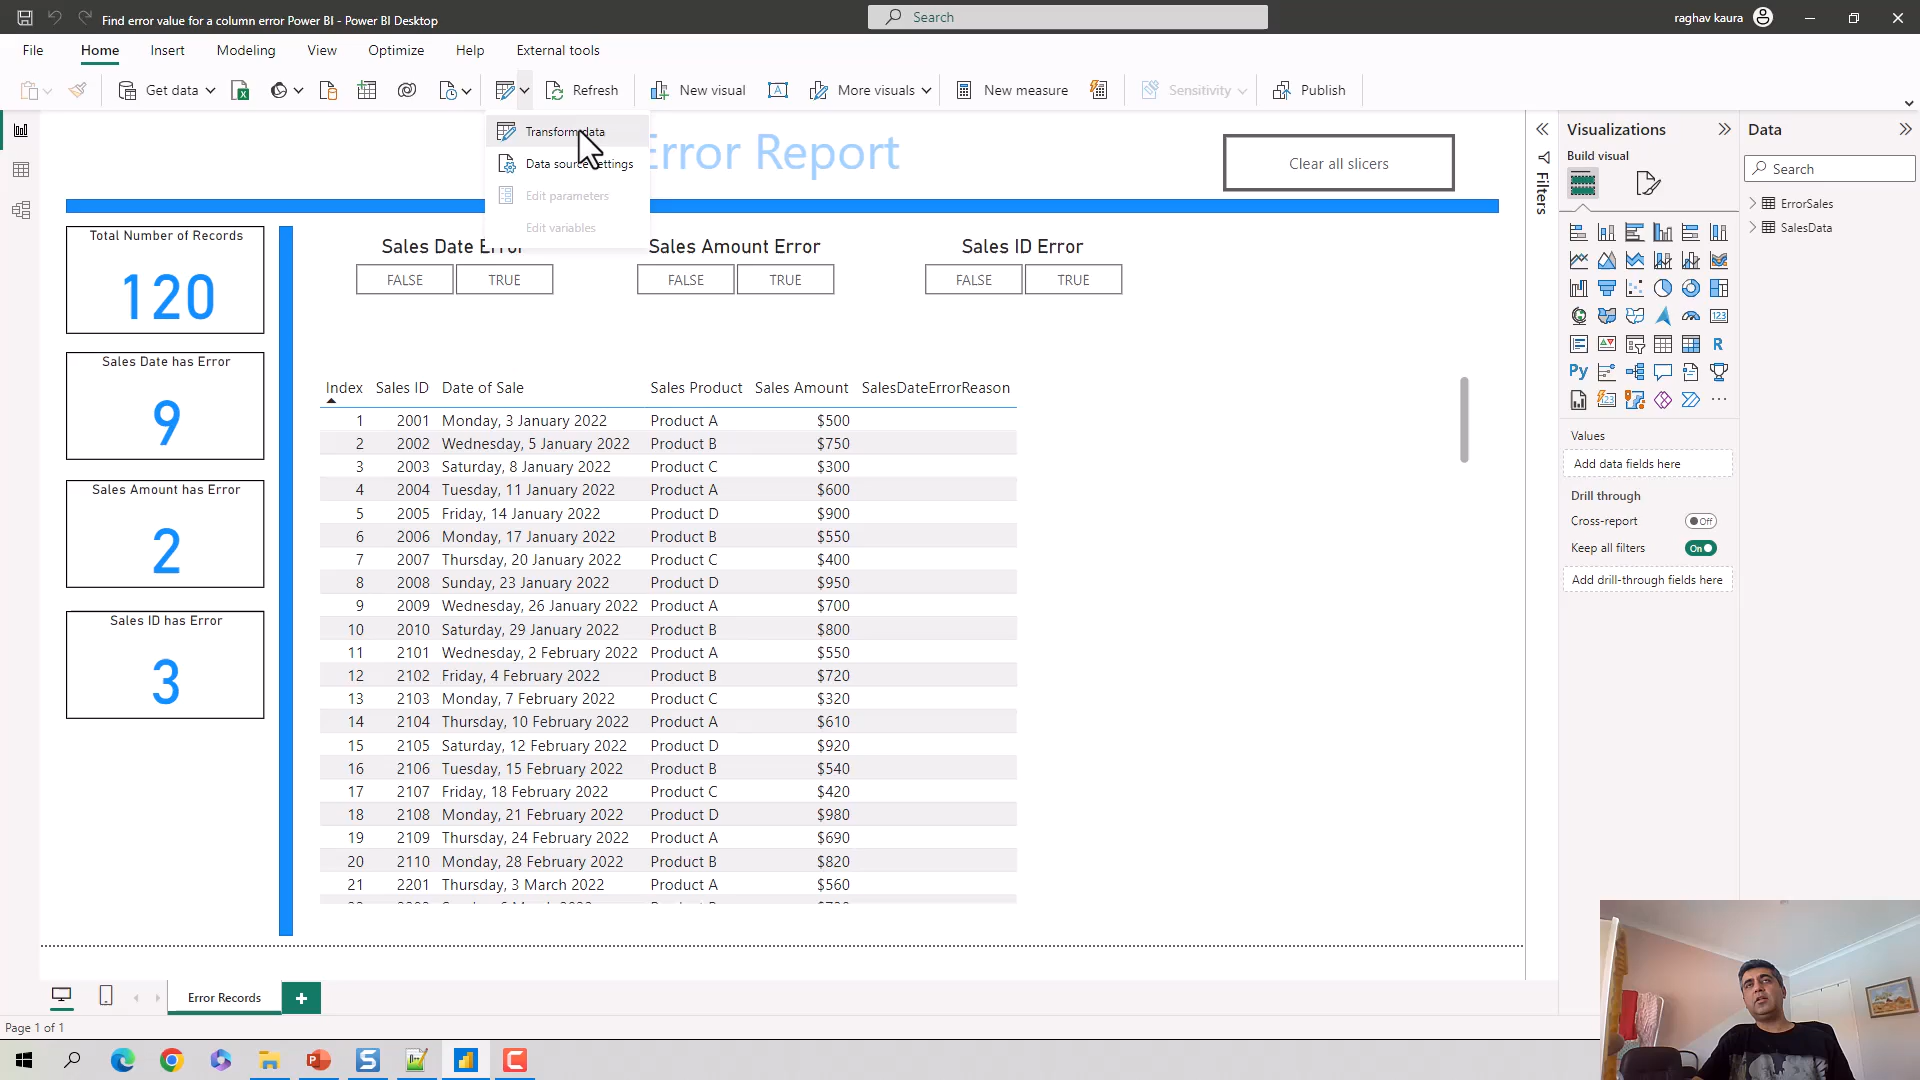 Find error value for a column error Power BI - Power BI Desktop
Search
raghav kaura
File Home Insert Modeling View Optimize Help External tools
Get data Refresh New visual More visuals New measure Sensitivity Publish
Transform data
Data source settings
Edit parameters
Edit variables
Error Report
Clear all slicers
Total Number of Records
120
Sales Date has Error
9
Sales Amount has Error
2
Sales ID has Error
3
Sales Date Error
FALSE TRUE
Sales Amount Error
FALSE TRUE
Sales ID Error
FALSE TRUE
Index Sales ID Date of Sale Sales Product Sales Amount SalesDateErrorReason
1 2001 Monday, 3 January 2022 Product A $500
2 2002 Wednesday, 5 January 2022 Product B $750
3 2003 Saturday, 8 January 2022 Product C $300
4 2004 Tuesday, 11 January 2022 Product A $600
5 2005 Friday, 14 January 2022 Product D $900
6 2006 Monday, 17 January 2022 Product B $550
7 2007 Thursday, 20 January 2022 Product C $400
8 2008 Sunday, 23 January 2022 Product D $950
9 2009 Wednesday, 26 January 2022 Product A $700
10 2010 Saturday, 29 January 2022 Product B $800
11 2101 Wednesday, 2 February 2022 Product A $550
12 2102 Friday, 4 February 2022 Product B $720
13 2103 Monday, 7 February 2022 Product C $320
14 2104 Thursday, 10 February 2022 Product A $610
15 2105 Saturday, 12 February 2022 Product D $920
16 2106 Tuesday, 15 February 2022 Product B $540
17 2107 Friday, 18 February 2022 Product C $420
18 2108 Monday, 21 February 2022 Product D $980
19 2109 Thursday, 24 February 2022 Product A $690
20 2110 Monday, 28 February 2022 Product B $820
21 2201 Thursday, 3 March 2022 Product A $560
Filters
Visualizations
Build visual
123
R
Py
123
Values
Add data fields here
Drill through
Cross-report Off
Keep all filters On
Add drill-through fields here
Data
Search
ErrorSales
SalesData
Error Records
Page 1 of 1